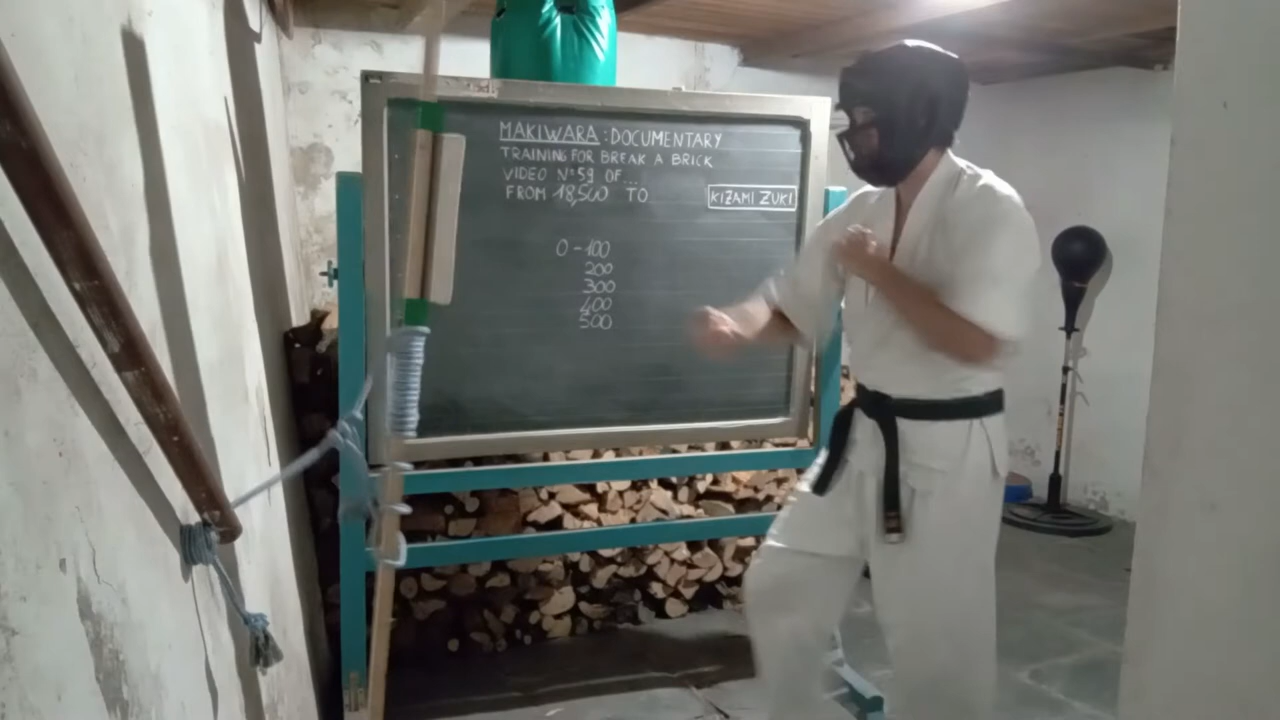 MAKIWARA : DOCUMENTARY
TRAINING FOR BREAK A BRICK
VIDEO N°59 OF...
FROM 18,500 TO
KIZAMI ZUKI
0-100
200
300
400
500